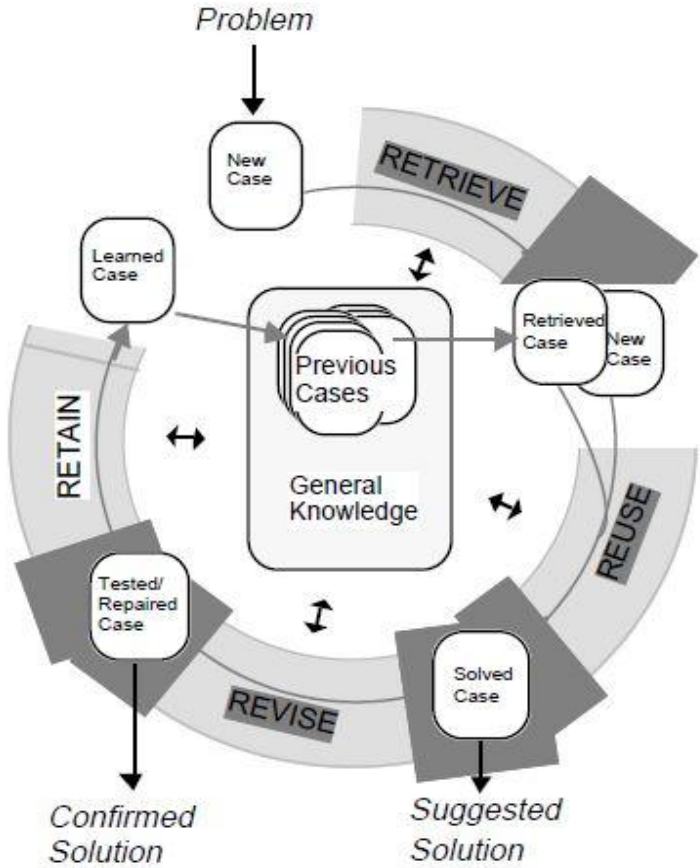 Problem
New
Case
RETRIEVE
Learned
Case
Retrieved
Case
New
Case
Previous
Cases
General
Knowledge
RETAIN
REUSE
Tested/
Repaired
Case
REVISE
Solved
Case
Confirmed
Solution
Suggested
Solution